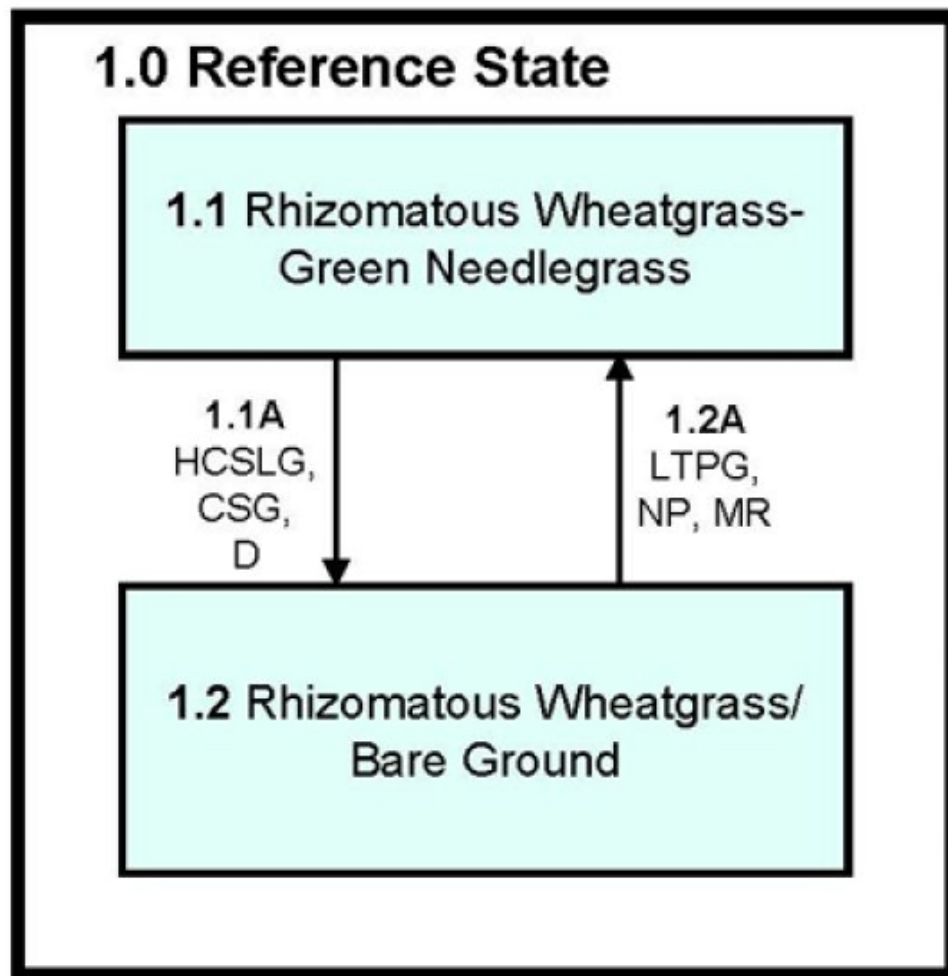 1.0 Reference State
1.1 Rhizomatous Wheatgrass-
Green Needlegrass
1.1A
HCSLG,
CSG,
D
1.2A
LTPG,
NP, MR
1.2 Rhizomatous Wheatgrass/
Bare Ground